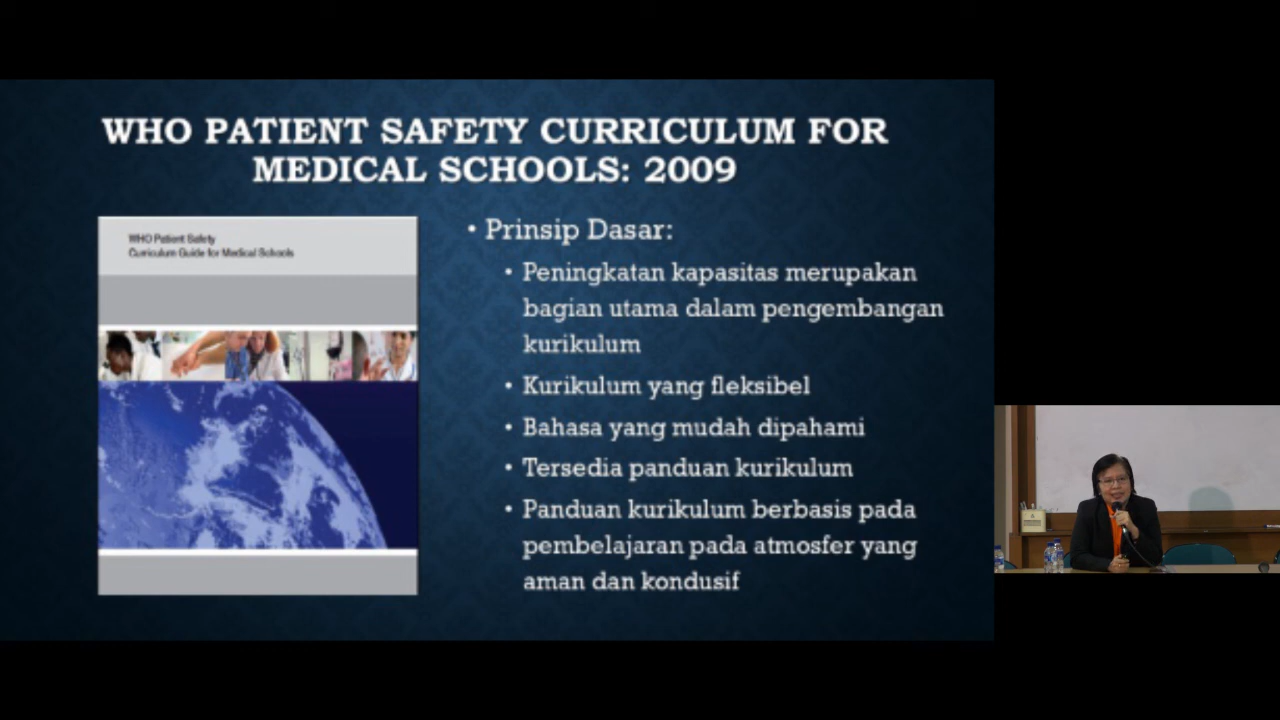 WHO PATIENT SAFETY CURRICULUM FOR
MEDICAL SCHOOLS: 2009
WHO Patient Safety
Curriculum Guide for Medical Schools
• Prinsip Dasar:
• Peningkatan kapasitas merupakan
bagian utama dalam pengembangan
kurikulum
• Kurikulum yang fleksibel
• Bahasa yang mudah dipahami
• Tersedia panduan kurikulum
• Panduan kurikulum berbasis pada
pembelajaran pada atmosfer yang
aman dan kondusif